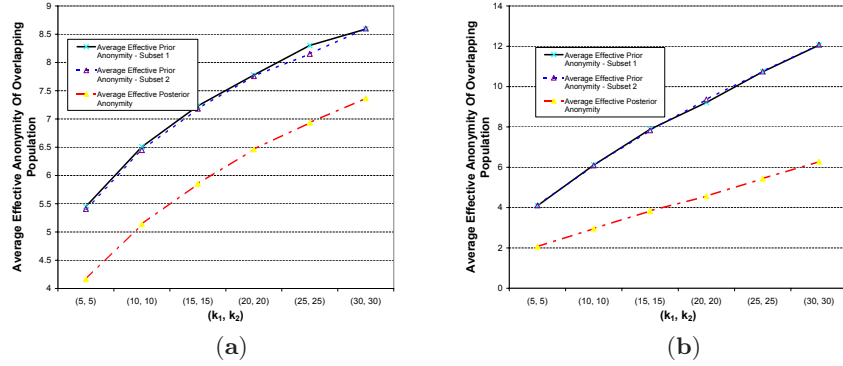 Average Effective Anonymity Of Overlapping
Population
9
8.5
8
7.5
7
6.5
6
5.5
5
4.5
4
Average Effective Prior
Anonymity - Subset 1
Average Effective Prior
Anonymity - Subset 2
Average Effective Posterior
Anonymity
(5, 5) (10, 10) (15, 15) (20, 20) (25, 25) (30, 30)
(k1, k2)
(a)
Average Effective Anonymity Of Overlapping
Population
14
12
10
8
6
4
2
0
Average Effective Prior
Anonymity - Subset 1
Average Effective Prior
Anonymity - Subset 2
Average Effective Posterior
Anonymity
(5, 5) (10, 10) (15, 15) (20, 20) (25, 25) (30, 30)
(k1, k2)
(b)